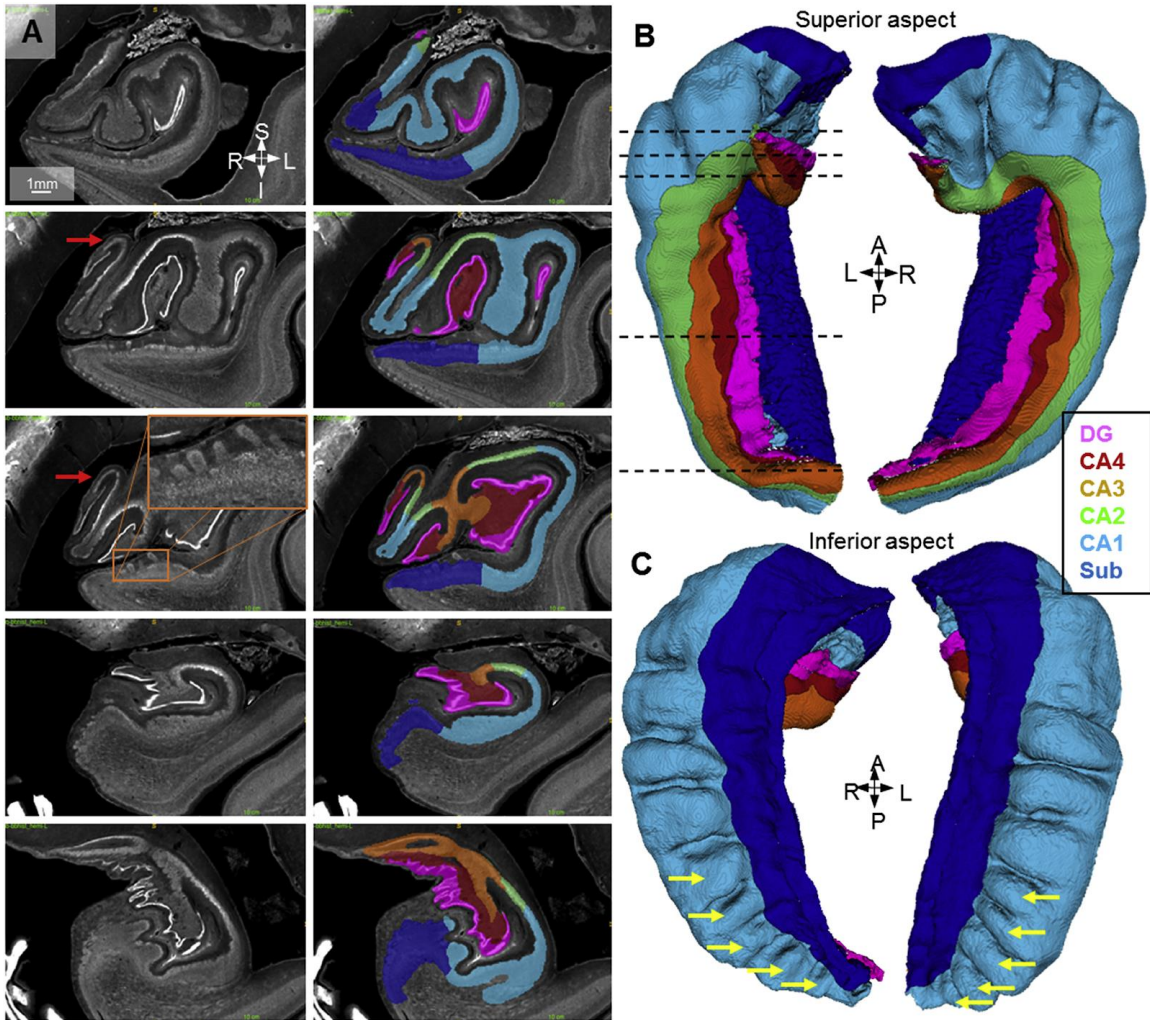 A
S
R L
I
1mm
B
Superior aspect
A
L R
P
DG
CA4
CA3
CA2
CA1
Sub
Inferior aspect
C
A
R L
P